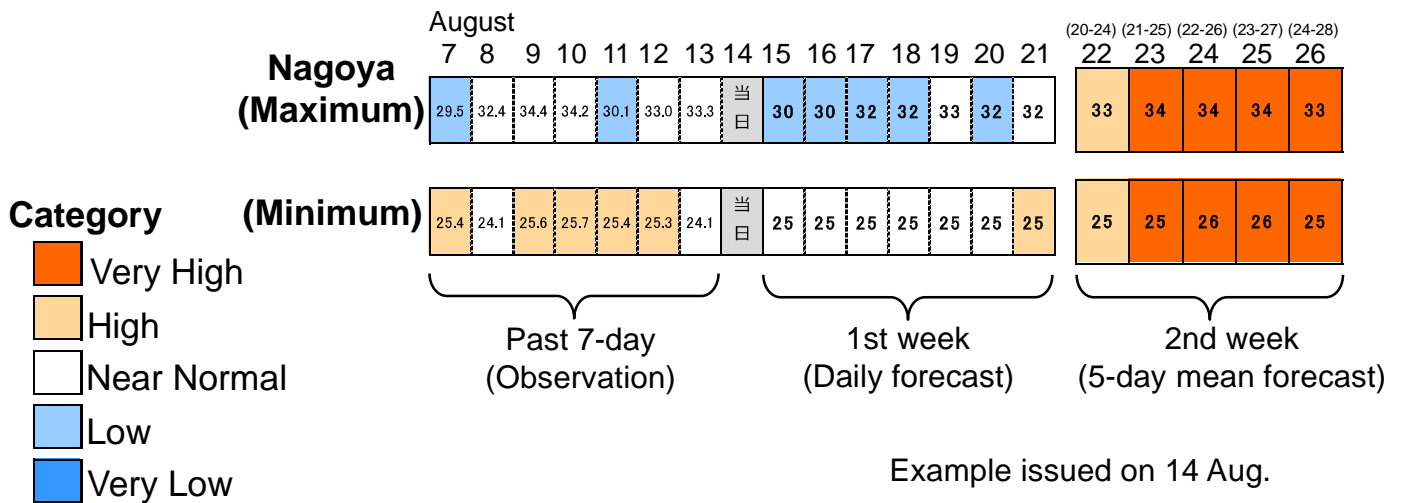 August
(20-24) (21-25) (22-26) (23-27) (24-28)
7 8 9 10 11 12 13 14 15 16 17 18 19 20 21 22 23 24 25 26
Nagoya
(Maximum)
29.5 32.4 34.4 34.2 30.1 33.0 33.3 当日 30 30 32 32 33 32 32 33 34 34 34 33
(Minimum)
25.4 24.1 25.6 25.7 25.4 25.3 24.1 当日 25 25 25 25 25 25 25 25 25 26 26 25
Category
Very High
High
Near Normal
Low
Very Low
Past 7-day
(Observation)
1st week
(Daily forecast)
2nd week
(5-day mean forecast)
Example issued on 14 Aug.